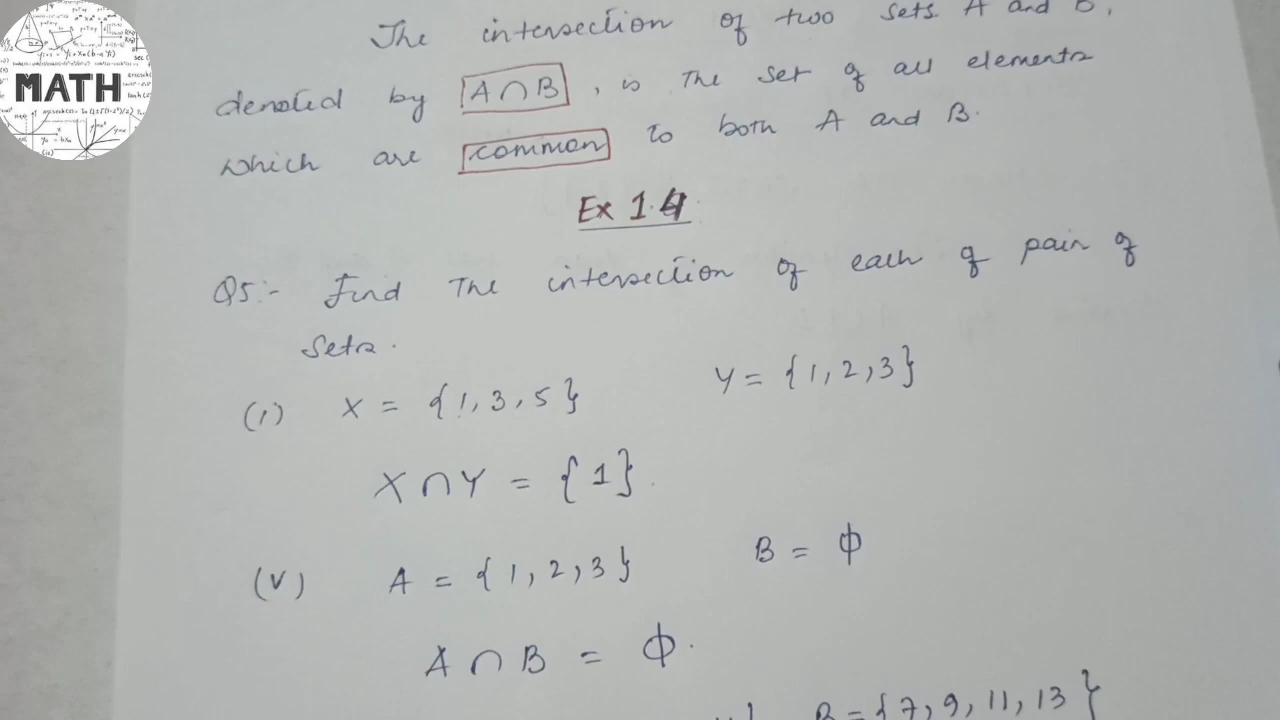 MATH
The intersection of two sets A and B,
denoted by A∩B, is the set of all elements
which are common to both A and B.
Ex 1.4
Q5:- Find the intersection of each of pair of
sets.
(i) X = {1, 3, 5} Y = {1, 2, 3}
X∩Y = {1}.
(V) A = {1, 2, 3} B = ϕ
A∩B = ϕ.
B = {7, 9, 11, 13}